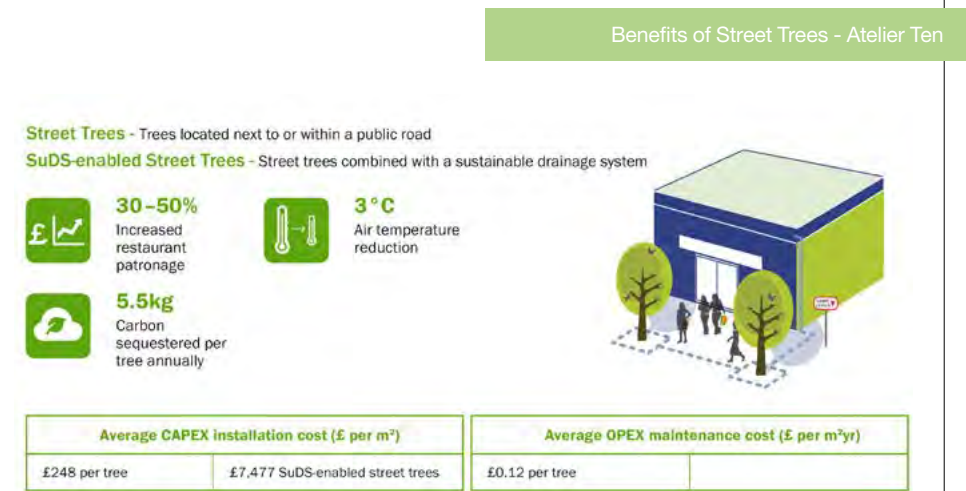 Benefits of Street Trees - Atelier Ten
Street Trees - Trees located next to or within a public road
SuDS-enabled Street Trees - Street trees combined with a sustainable drainage system
30–50%
Increased
restaurant
patronage
3°C
Air temperature
reduction
5.5kg
Carbon
sequestered per
tree annually
£
Average CAPEX installation cost (£ per m²)
£248 per tree
£7,477 SuDS-enabled street trees
Average OPEX maintenance cost (£ per m²yr)
£0.12 per tree